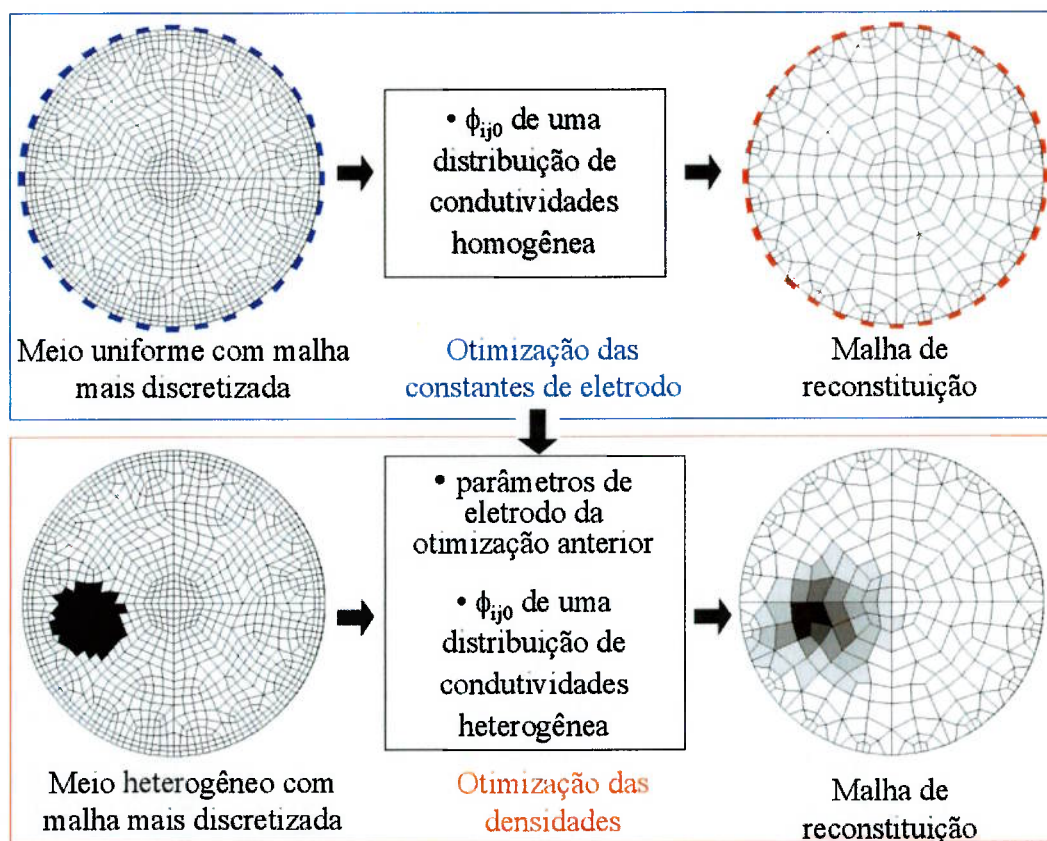 • ϕij0 de uma
distribuição de
condutividades
homogênea
Meio uniforme com malha
mais discretizada
Otimização das
constantes de eletrodo
Malha de
reconstituição
• parâmetros de
eletrodo da
otimização anterior
• ϕij0 de uma
distribuição de
condutividades
heterogênea
Meio heterogêneo com
malha mais discretizada
Otimização das
densidades
Malha de
reconstituição